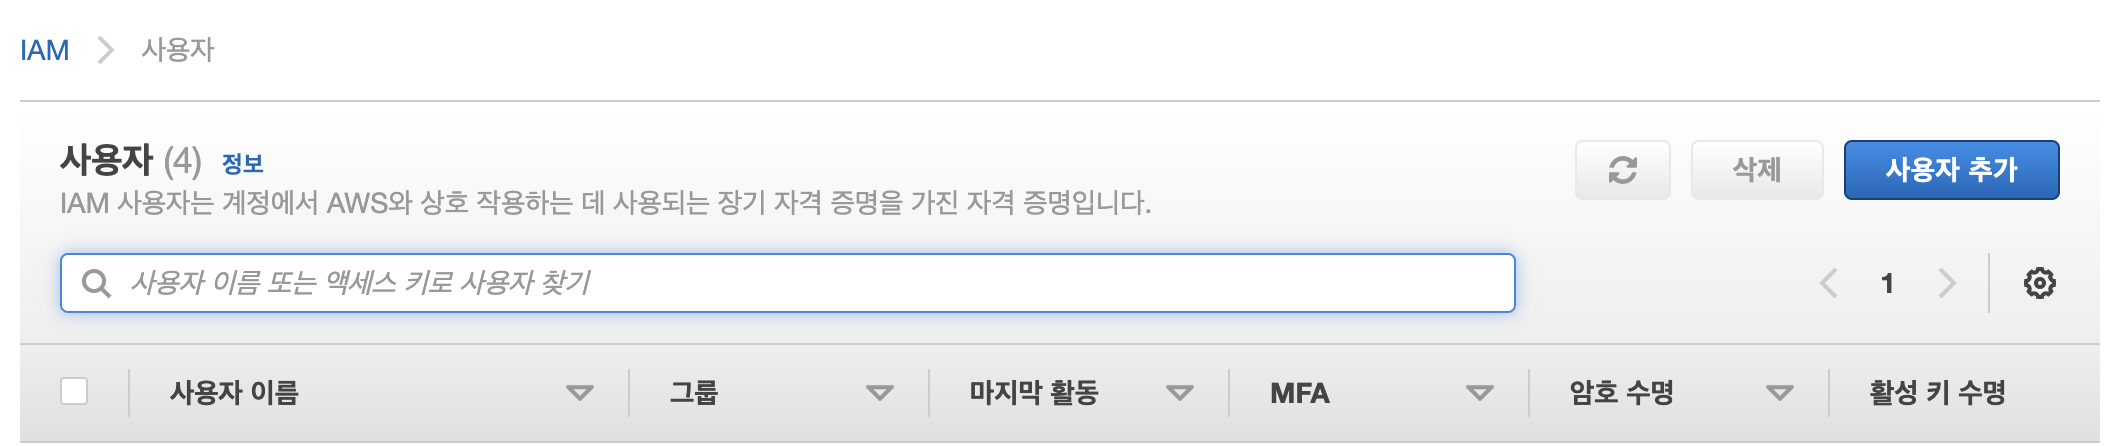 IAM 사용자
사용자 (4) 정보
IAM 사용자는 계정에서 AWS와 상호 작용하는 데 사용되는 장기 자격 증명을 가진 자격 증명입니다.
삭제
사용자 추가
사용자 이름 또는 액세스 키로 사용자 찾기
1
사용자 이름 그룹 마지막 활동 MFA 암호 수명 활성 키 수명